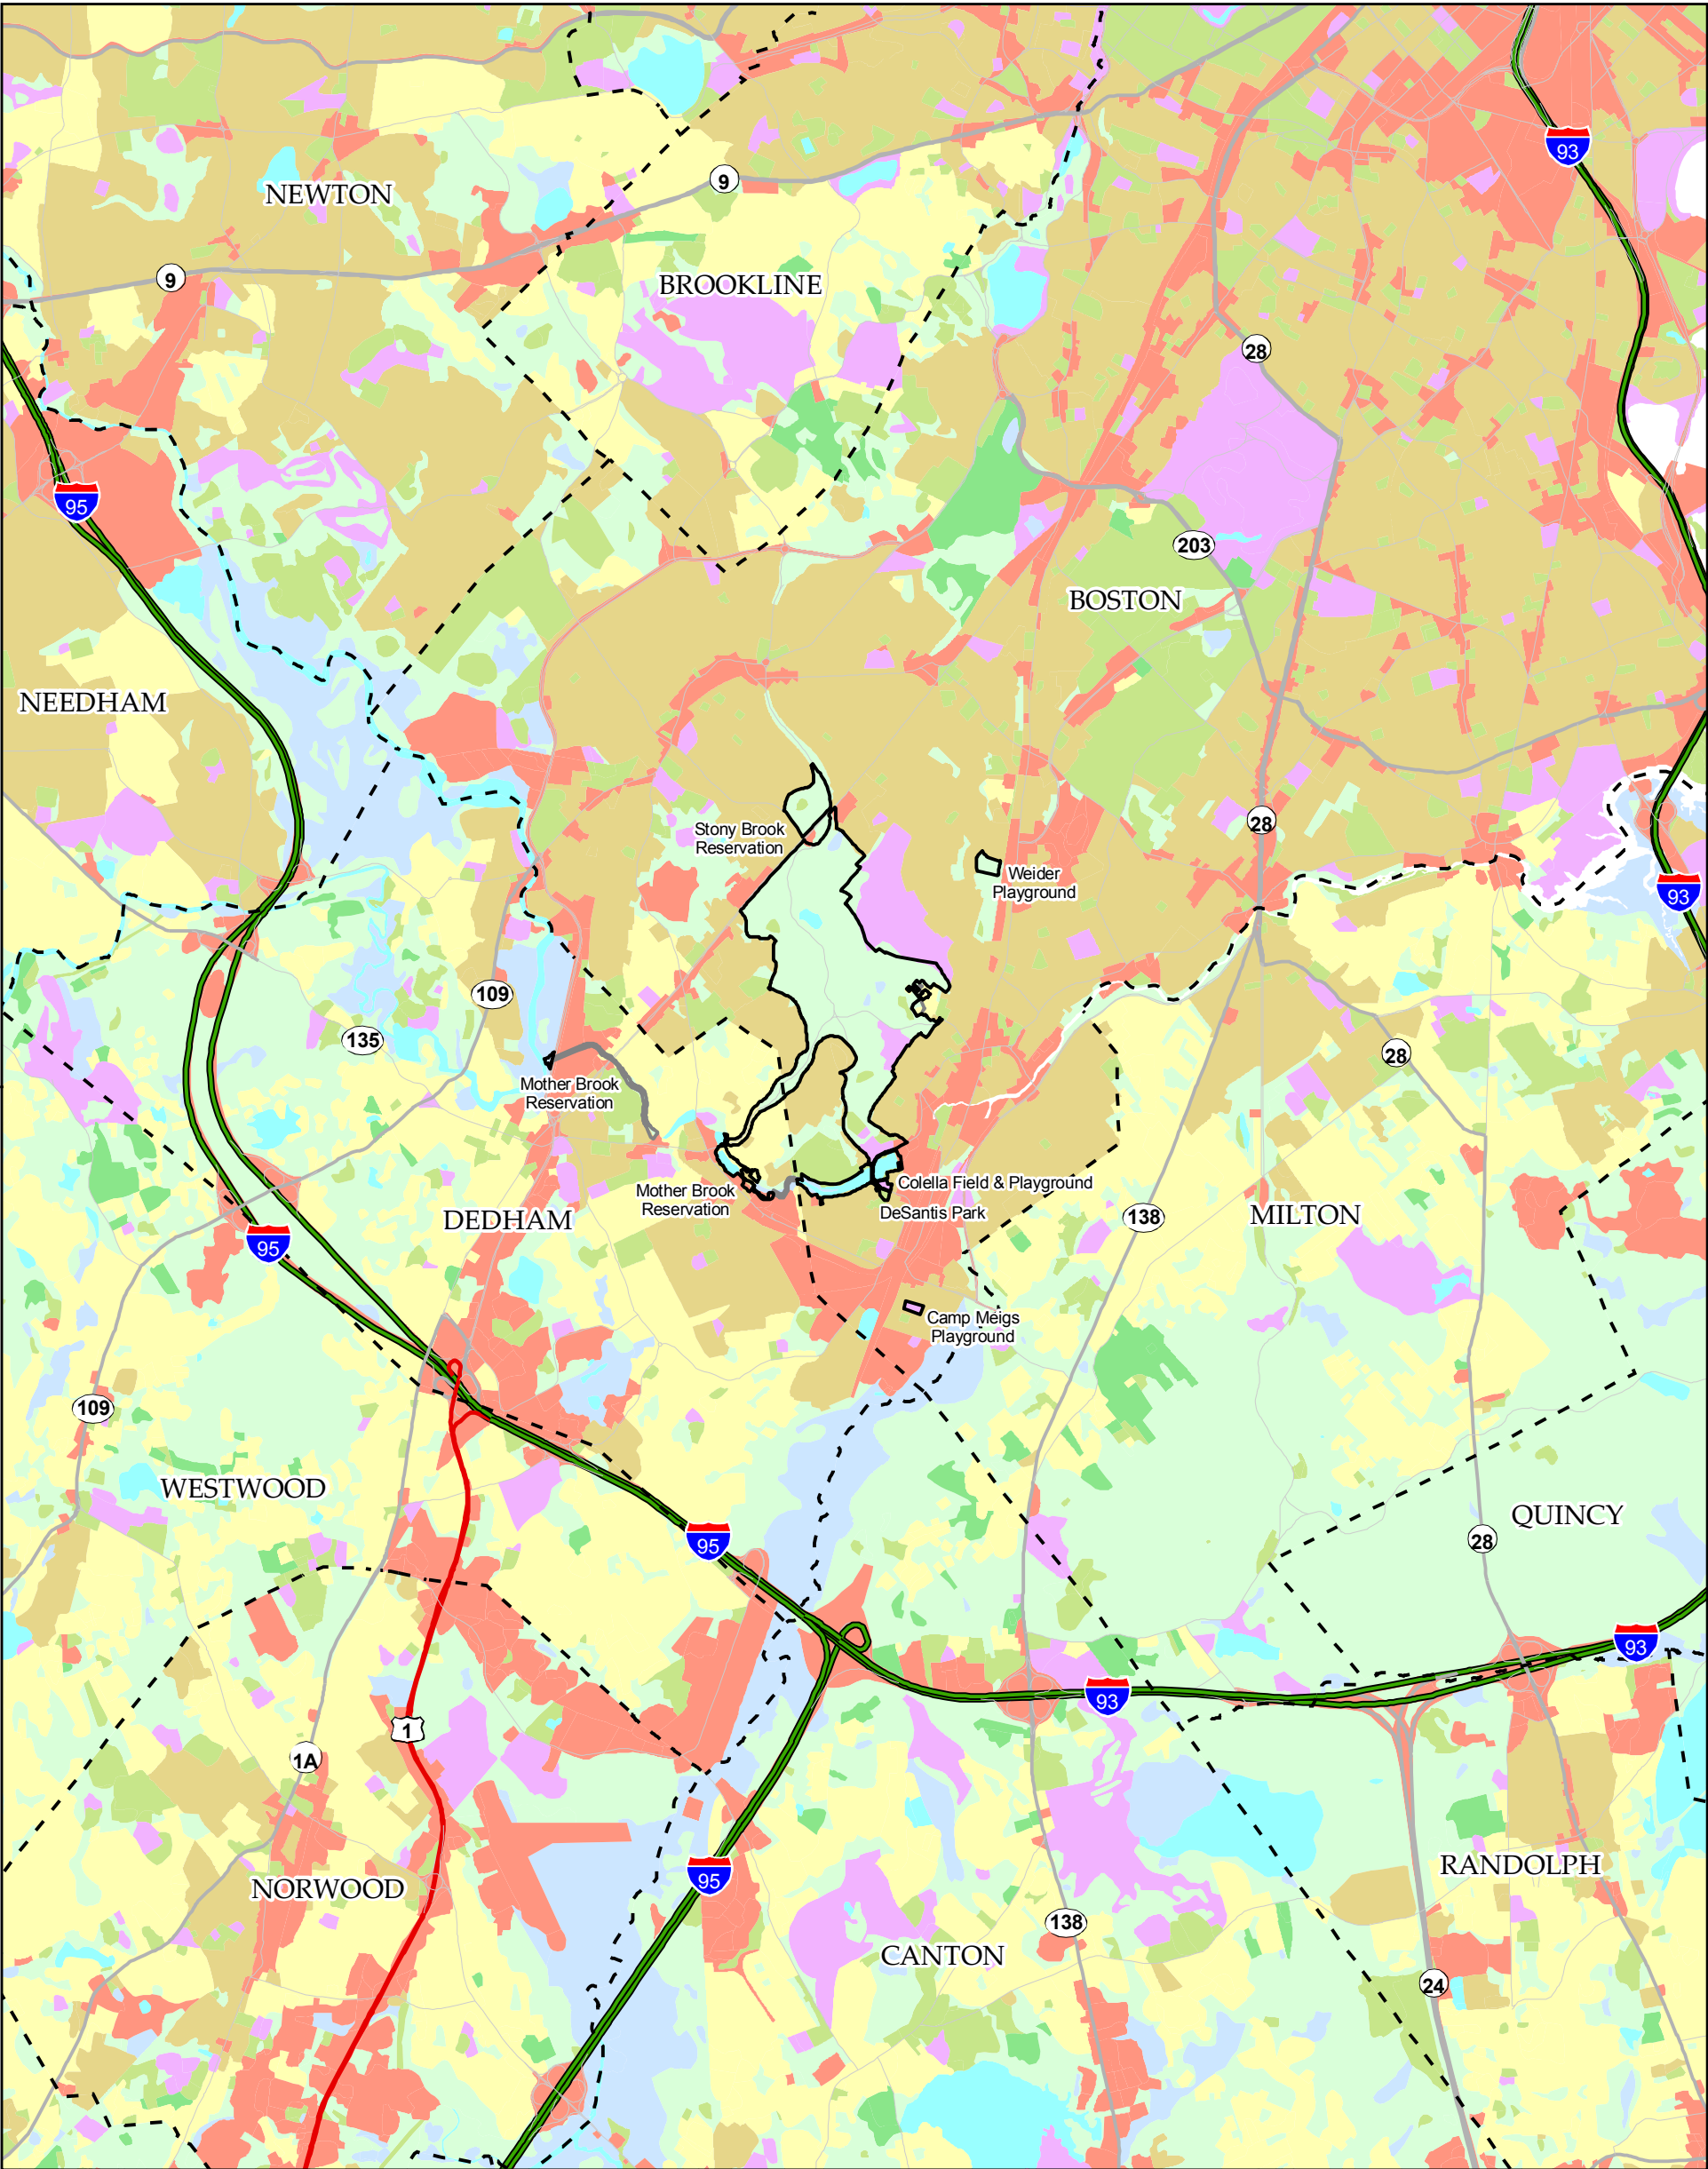 93
9
NEWTON
9
BROOKLINE
28
95
203
BOSTON
NEEDHAM
28
Stony Brook
Reservation
Weider
Playground
93
109
135
28
Mother Brook
Reservation
Mother Brook
Reservation
Colella Field & Playground
DeSantis Park
DEDHAM
138
MILTON
95
Camp Meigs
Playground
109
WESTWOOD
QUINCY
95
28
93
93
1
1A
RANDOLPH
95
NORWOOD
138
CANTON
24